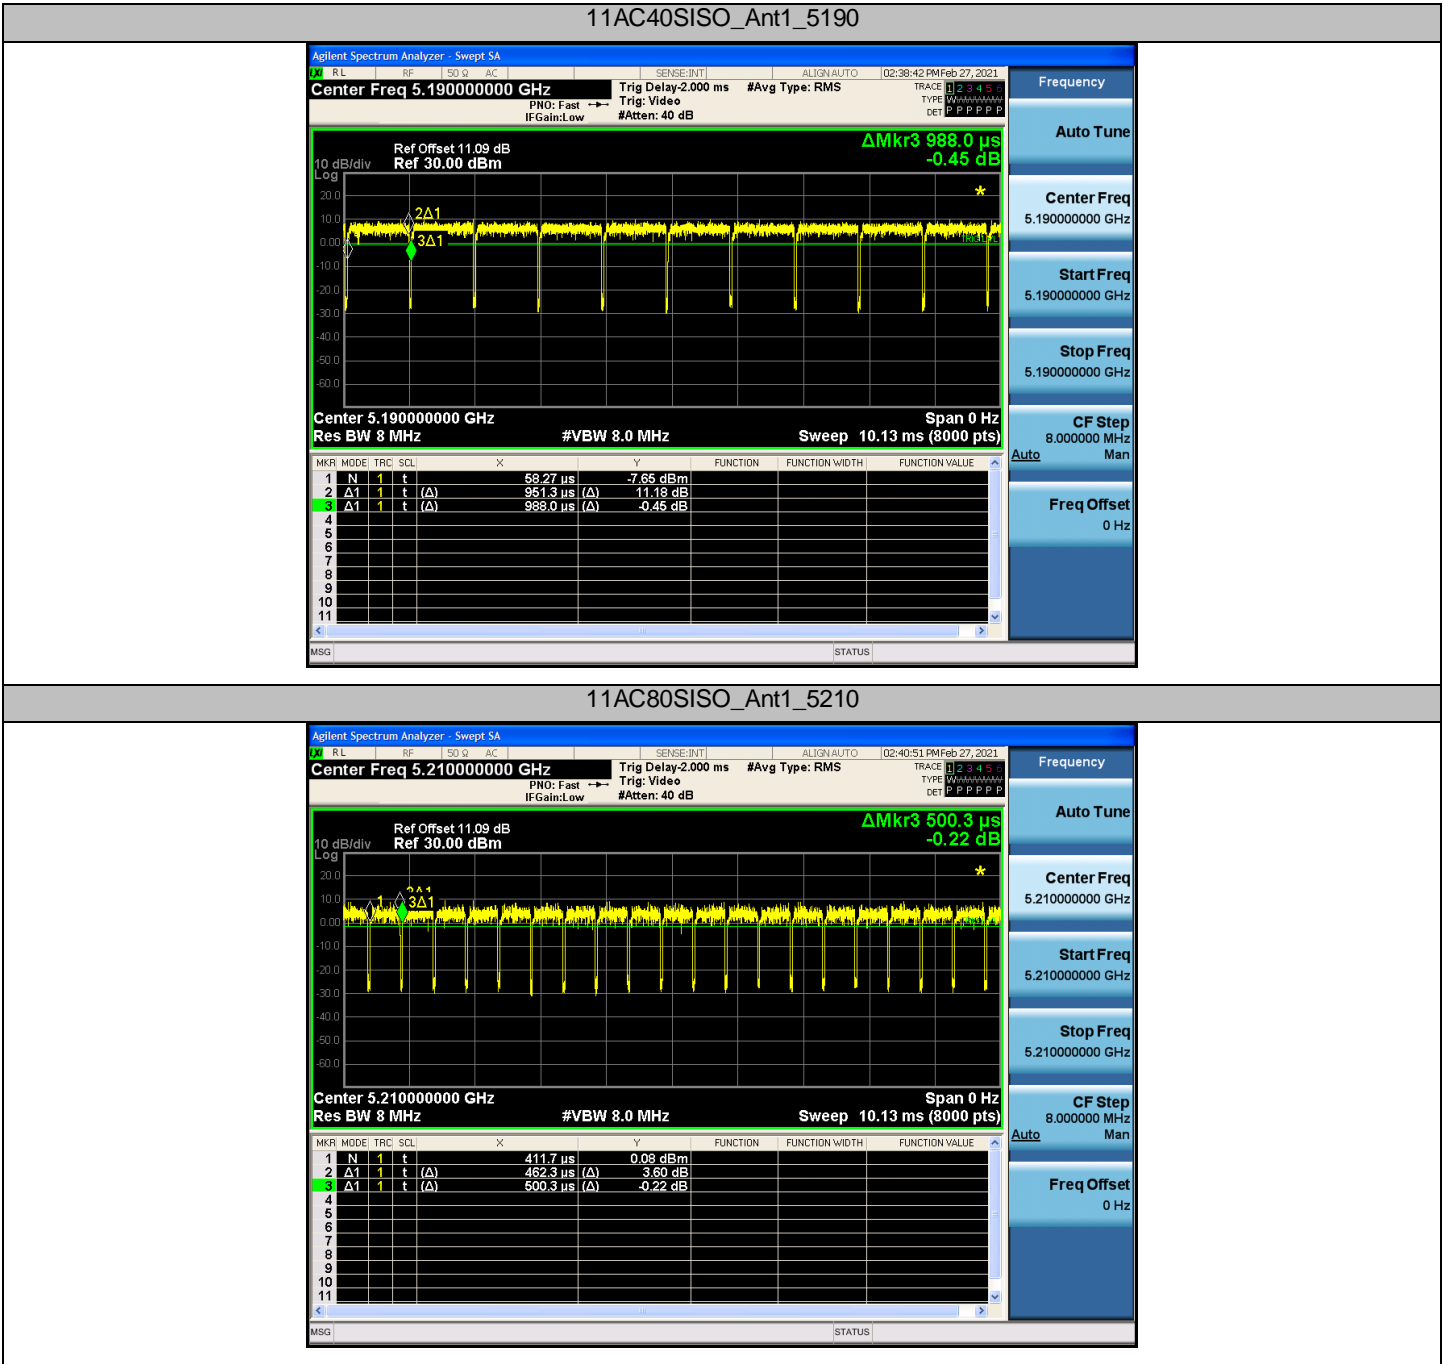 11AC40SISO_Ant1_5190
Agilent Spectrum Analyzer - Swept SA
LXI RL RF 50 Ω AC SENSE:INT ALIGN AUTO 02:38:42 PM Feb 27, 2021
Center Freq 5.190000000 GHz
PNO: Fast
IFGain:Low
Trig Delay-2.000 ms
Trig: Video
#Atten: 40 dB
#Avg Type: RMS
TRACE 1 2 3 4 5 6
TYPE
DET P P P P P P
ΔMkr3 988.0 µs
-0.45 dB
Ref Offset 11.09 dB
10 dB/div Ref 30.00 dBm
Log
20.0
10.0
0.00
-10.0
-20.0
-30.0
-40.0
-50.0
-60.0
1
2Δ1
3Δ1
*
Center 5.190000000 GHz Span 0 Hz
Res BW 8 MHz #VBW 8.0 MHz Sweep 10.13 ms (8000 pts)
MKR MODE TRC SCL X Y FUNCTION FUNCTION WIDTH FUNCTION VALUE
1 N 1 t 58.27 µs -7.65 dBm
2 Δ1 1 t (Δ) 951.3 µs (Δ) 11.18 dB
3 Δ1 1 t (Δ) 988.0 µs (Δ) -0.45 dB
4
5
6
7
8
9
10
11
MSG STATUS
Frequency
Auto Tune
Center Freq
5.190000000 GHz
Start Freq
5.190000000 GHz
Stop Freq
5.190000000 GHz
CF Step
8.000000 MHz
Auto Man
Freq Offset
0 Hz
11AC80SISO_Ant1_5210
Agilent Spectrum Analyzer - Swept SA
LXI RL RF 50 Ω AC SENSE:INT ALIGN AUTO 02:40:51 PM Feb 27, 2021
Center Freq 5.210000000 GHz
PNO: Fast
IFGain:Low
Trig Delay-2.000 ms
Trig: Video
#Atten: 40 dB
#Avg Type: RMS
TRACE 1 2 3 4 5 6
TYPE
DET P P P P P P
ΔMkr3 500.3 µs
-0.22 dB
Ref Offset 11.09 dB
10 dB/div Ref 30.00 dBm
Log
20.0
10.0
0.00
-10.0
-20.0
-30.0
-40.0
-50.0
-60.0
1
3Δ1
*
Center 5.210000000 GHz Span 0 Hz
Res BW 8 MHz #VBW 8.0 MHz Sweep 10.13 ms (8000 pts)
MKR MODE TRC SCL X Y FUNCTION FUNCTION WIDTH FUNCTION VALUE
1 N 1 t 411.7 µs 0.08 dBm
2 Δ1 1 t (Δ) 462.3 µs (Δ) 3.60 dB
3 Δ1 1 t (Δ) 500.3 µs (Δ) -0.22 dB
4
5
6
7
8
9
10
11
MSG STATUS
Frequency
Auto Tune
Center Freq
5.210000000 GHz
Start Freq
5.210000000 GHz
Stop Freq
5.210000000 GHz
CF Step
8.000000 MHz
Auto Man
Freq Offset
0 Hz